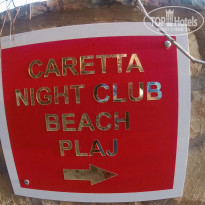 TOP Hotels
CARETTA
NIGHT CLUB
BEACH
PLAJ